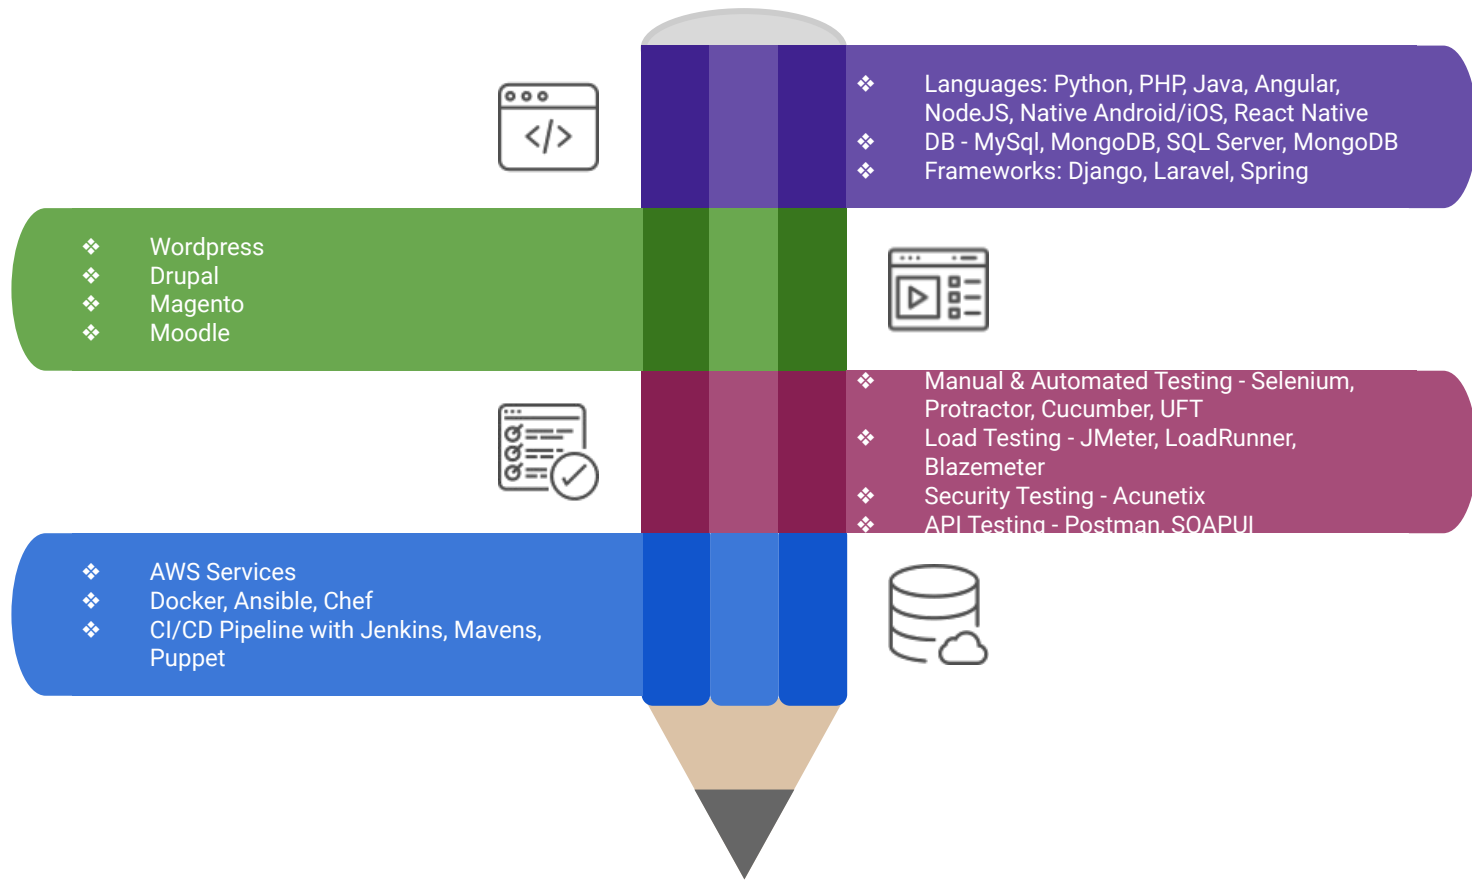 ❖ Languages: Python, PHP, Java, Angular,
NodeJS, Native Android/iOS, React Native
❖ DB - MySql, MongoDB, SQL Server, MongoDB
❖ Frameworks: Django, Laravel, Spring
❖ Wordpress
❖ Drupal
❖ Magento
❖ Moodle
❖ Manual & Automated Testing - Selenium,
Protractor, Cucumber, UFT
❖ Load Testing - JMeter, LoadRunner,
Blazemeter
❖ Security Testing - Acunetix
❖ API Testing - Postman, SOAPUI
❖ AWS Services
❖ Docker, Ansible, Chef
❖ CI/CD Pipeline with Jenkins, Mavens,
Puppet